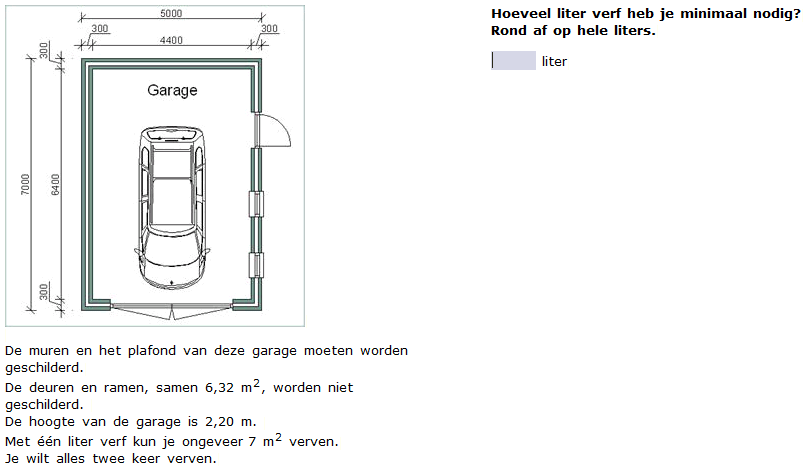 5000
300
300
4400
300
Garage
7000
6400
300
De muren en het plafond van deze garage moeten worden
geschilderd.
De deuren en ramen, samen 6,32 m², worden niet
geschilderd.
De hoogte van de garage is 2,20 m.
Met één liter verf kun je ongeveer 7 m² verven.
Je wilt alles twee keer verven.
Hoeveel liter verf heb je minimaal nodig?
Rond af op hele liters.
liter